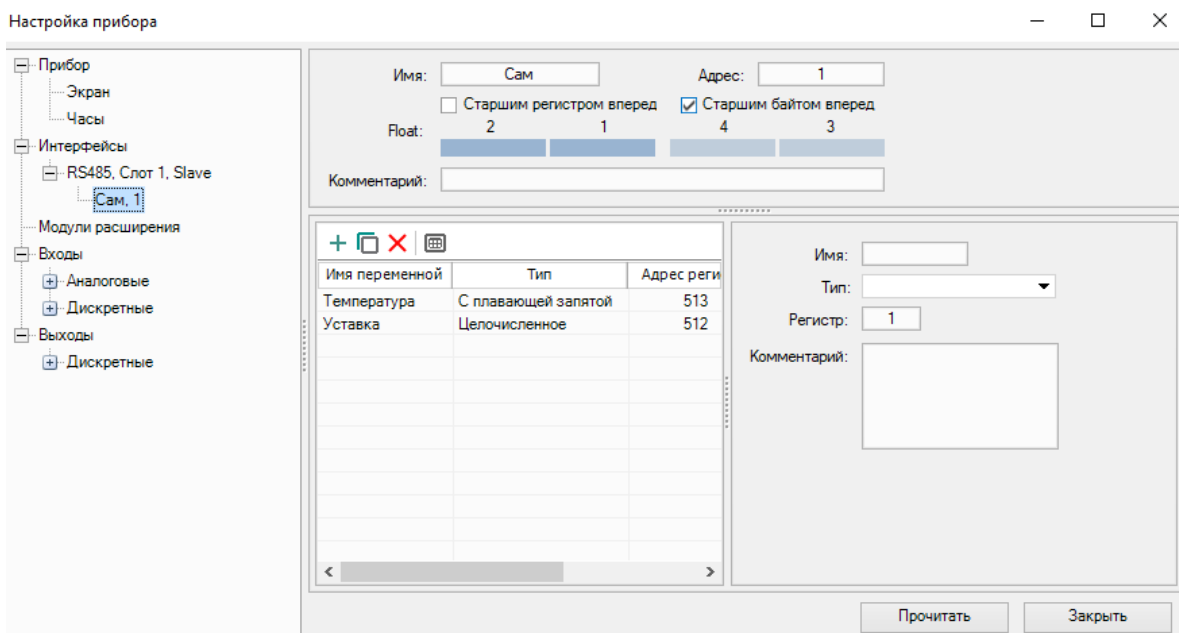 Настройка прибора
Прибор
Экран
Часы
Интерфейсы
RS485, Слот 1, Slave
Сам, 1
Модули расширения
Входы
Аналоговые
Дискретные
Выходы
Дискретные
Имя: Сам Адрес: 1
Старшим регистром вперед Старшим байтом вперед
Float: 2 1 4 3
Комментарий:
Имя переменной Тип Адрес реги
Температура С плавающей запятой 513
Уставка Целочисленное 512
Имя:
Тип:
Регистр: 1
Комментарий:
Прочитать Закрыть